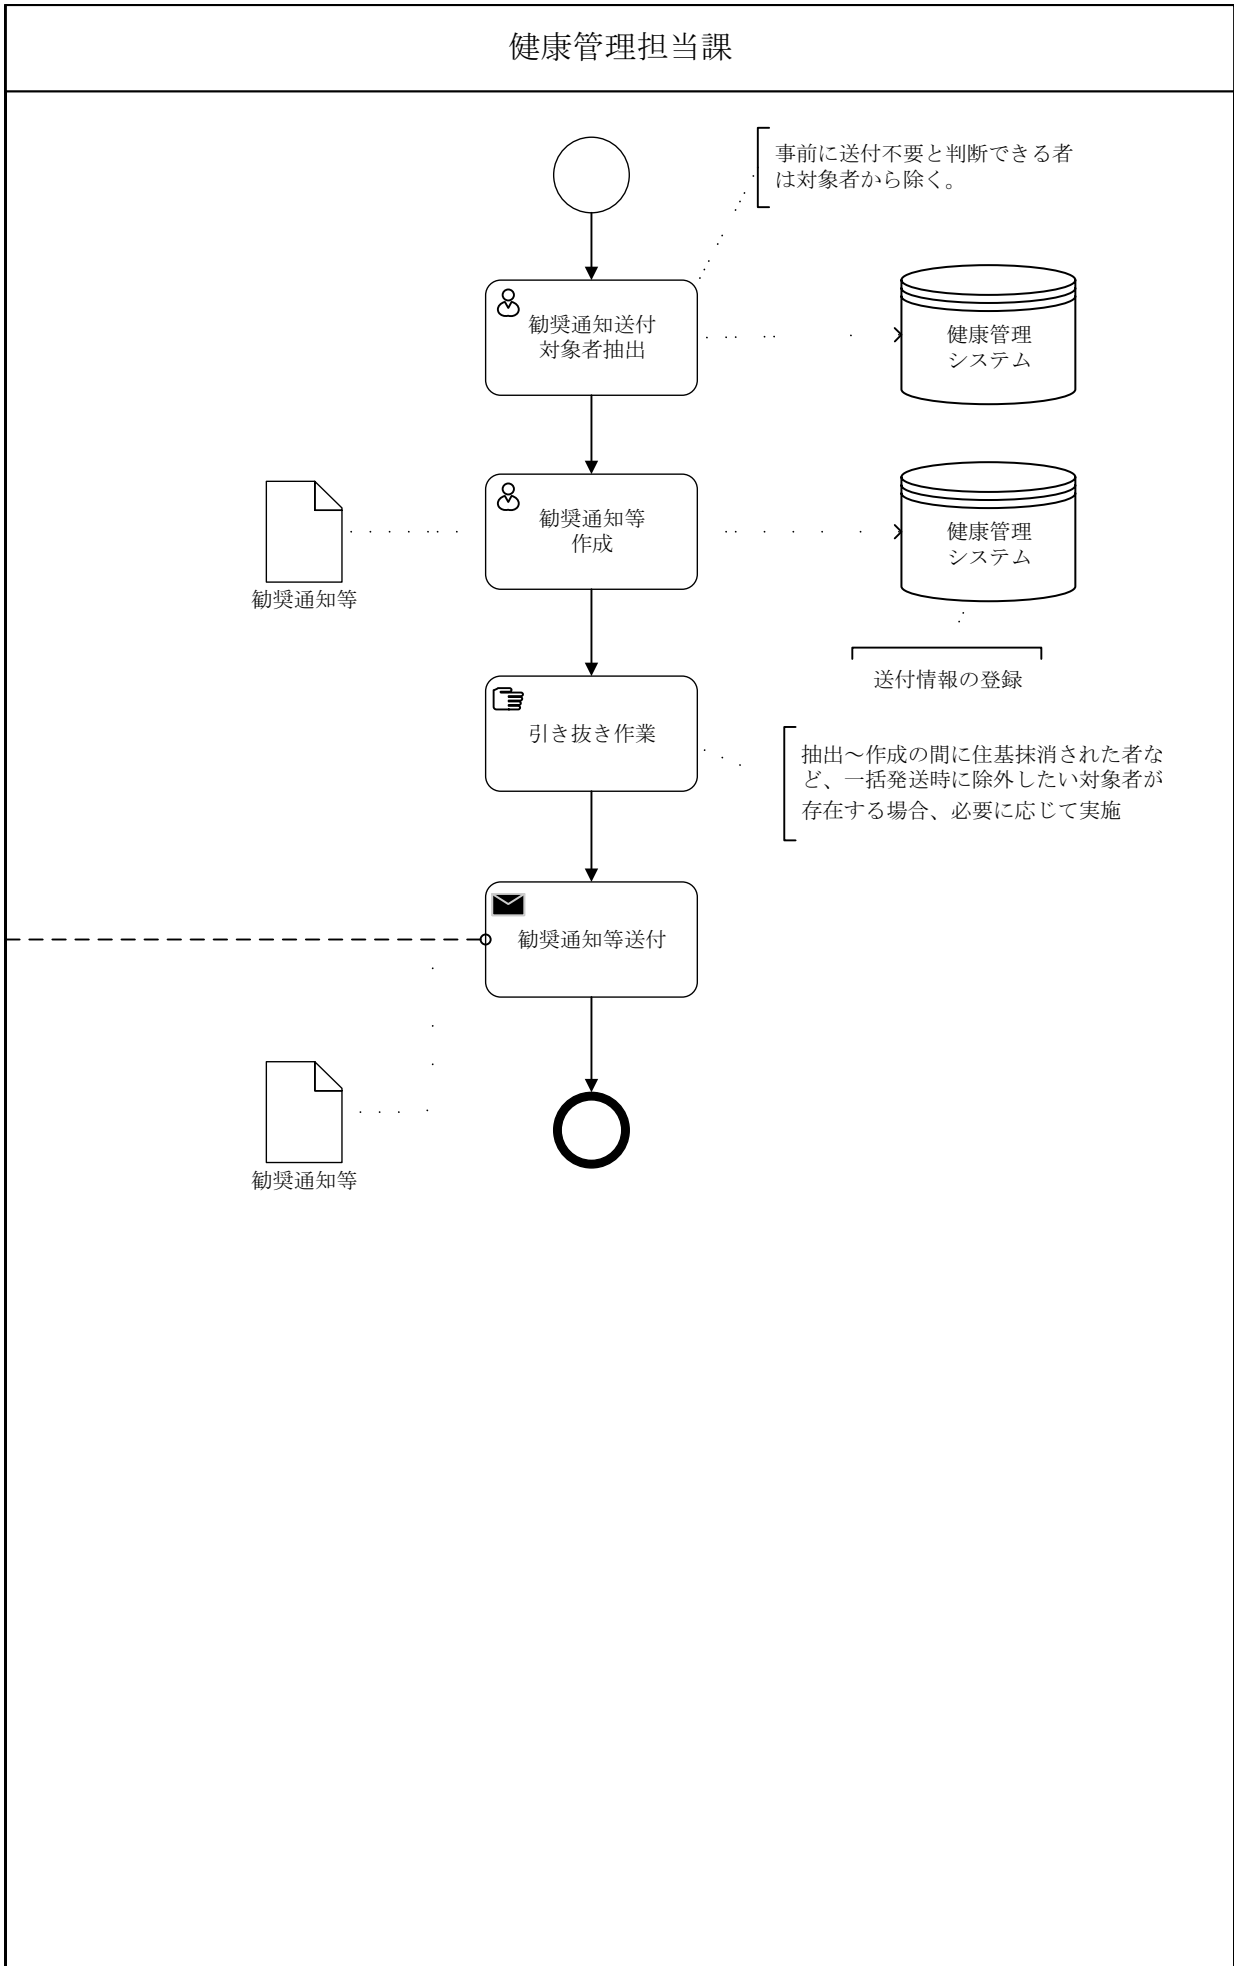 健康管理担当課
事前に送付不要と判断できる者
は対象者から除く。
勧奨通知送付
対象者抽出
健康管理
システム
勧奨通知等
作成
健康管理
システム
勧奨通知等
送付情報の登録
引き抜き作業
抽出～作成の間に住基抹消された者な
ど、一括発送時に除外したい対象者が
存在する場合、必要に応じて実施
勧奨通知等送付
勧奨通知等